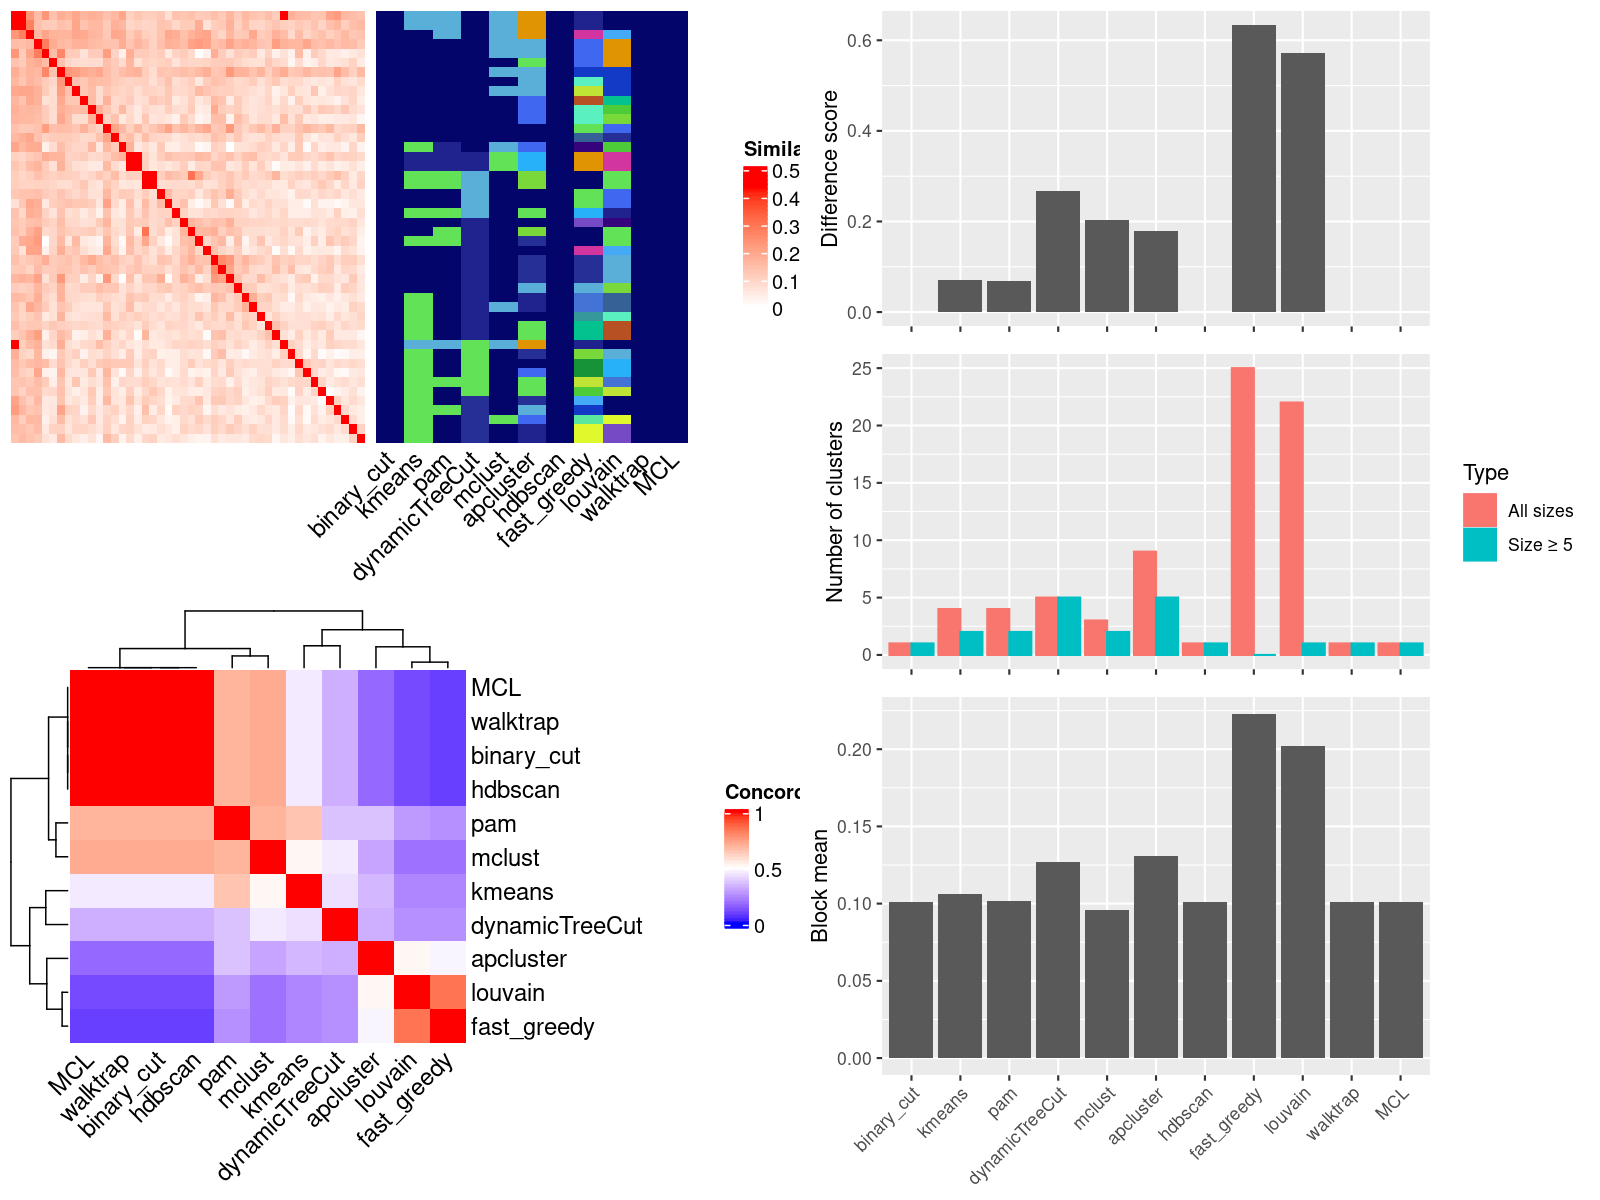 Simila
0.5
0.4
0.3
0.2
0.1
0
binary_cut
kmeans
pam
dynamicTreeCut
mclust
apcluster
hdbscan
fast_greedy
louvain
walktrap
MCL
MCL
walktrap
binary_cut
hdbscan
pam
mclust
kmeans
dynamicTreeCut
apcluster
louvain
fast_greedy
Concord
1
0.5
0
MCL
walktrap
binary_cut
hdbscan
pam
mclust
kmeans
dynamicTreeCut
apcluster
louvain
fast_greedy
Difference score
0.6
0.4
0.2
0.0
Number of clusters
25
20
15
10
5
0
Type
All sizes
Size ≥ 5
Block mean
0.20
0.15
0.10
0.05
0.00
binary_cut
kmeans
pam
dynamicTreeCut
mclust
apcluster
hdbscan
fast_greedy
louvain
walktrap
MCL